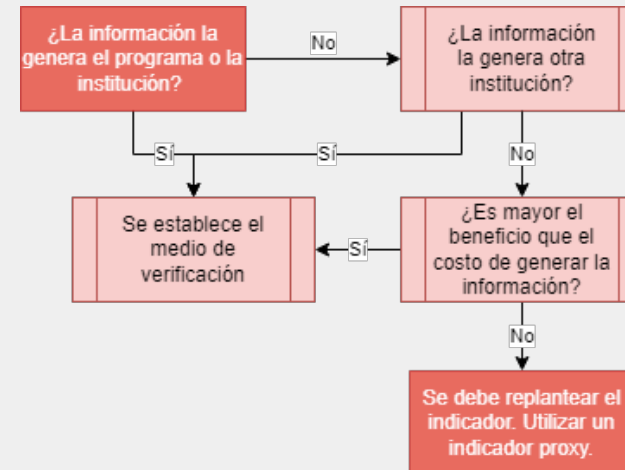 ¿La información la
genera el programa o la
institución?
No
¿La información
la genera otra
institución?
Sí
Sí
No
Se establece el
medio de
verificación
Sí
¿Es mayor el
beneficio que el
costo de generar la
información?
No
Se debe replantear el
indicador. Utilizar un
indicador proxy.